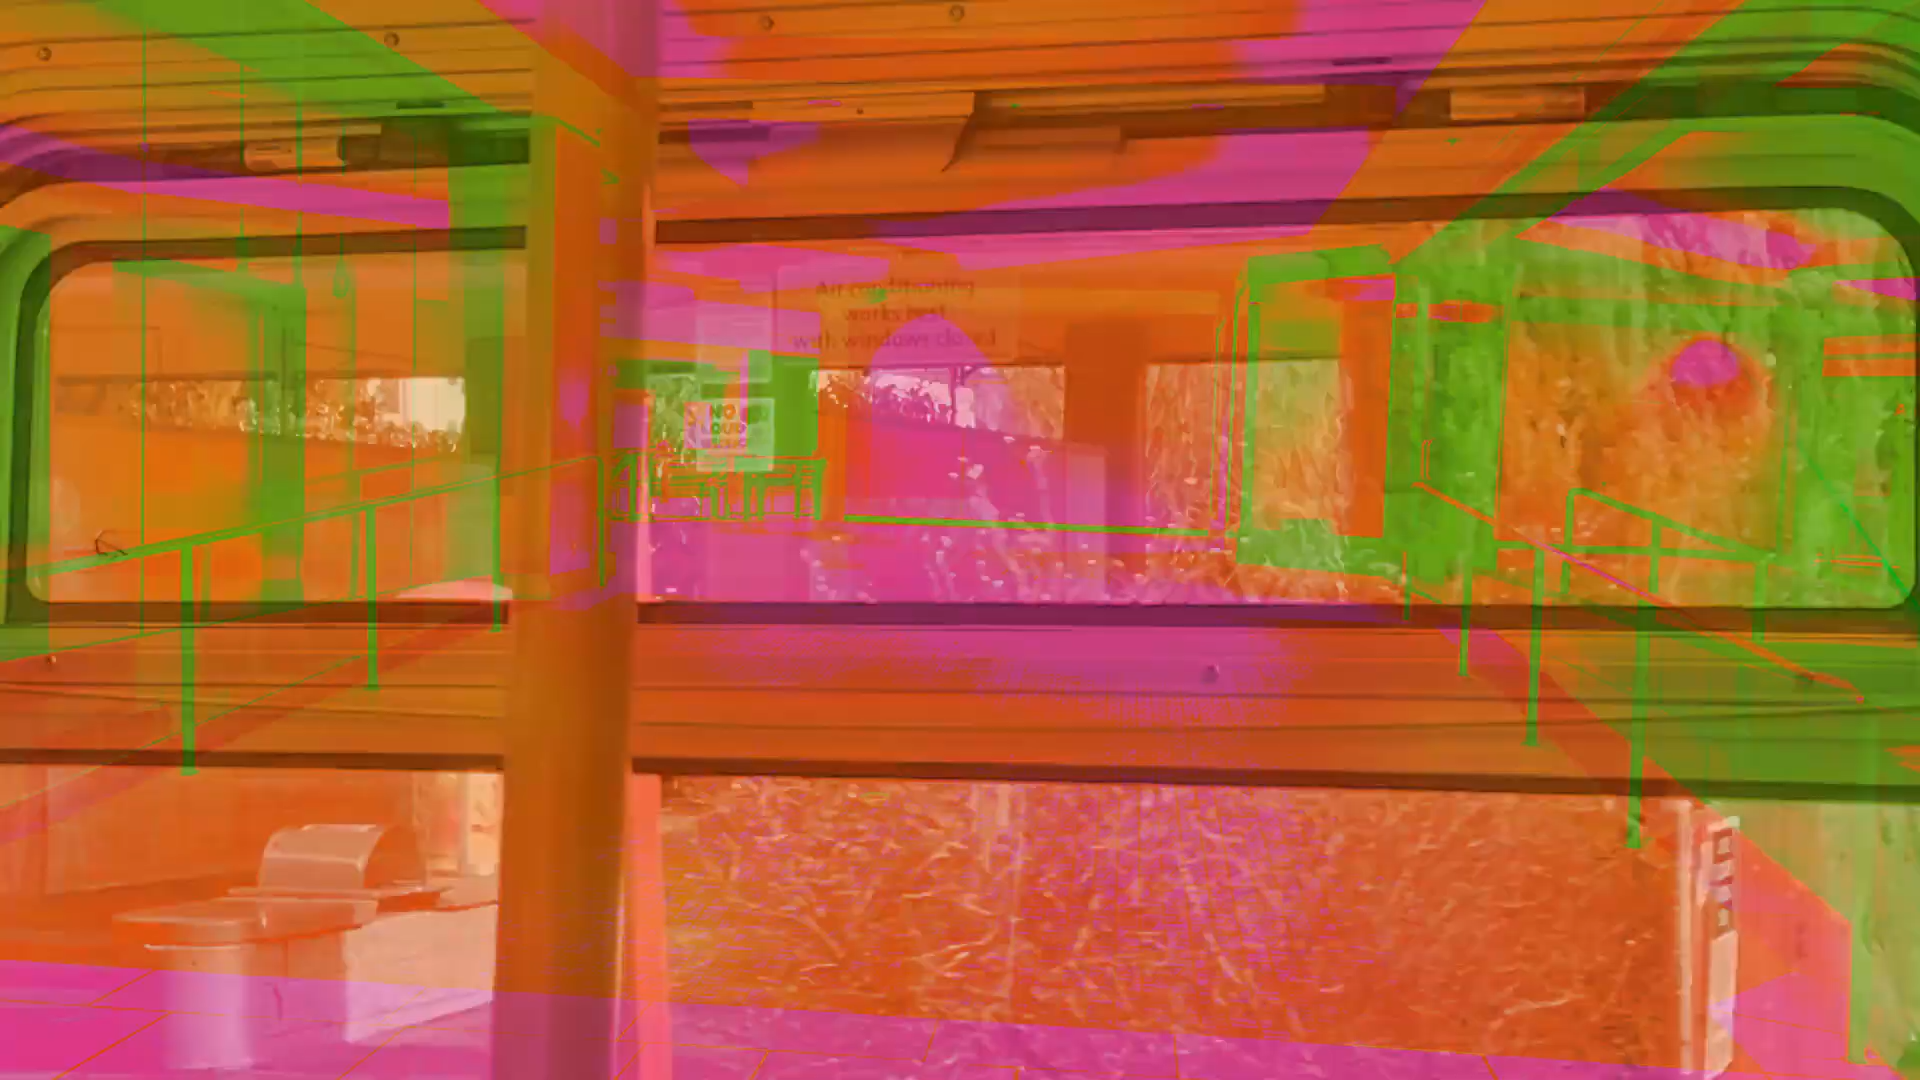 Air conditioning
works best
with windows closed
NO
LOUD